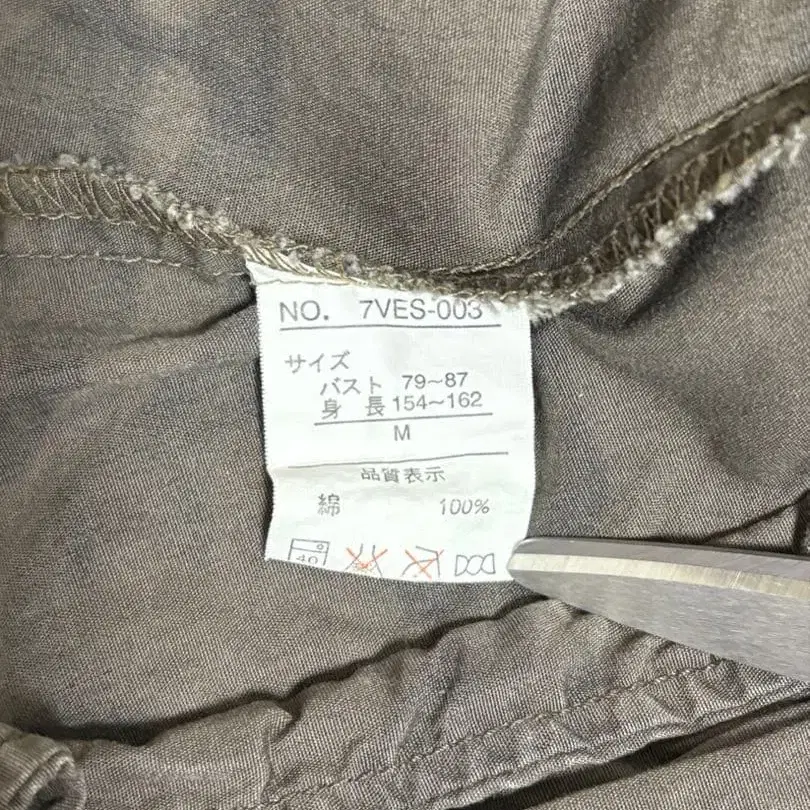 NO. 7VES-003
サイズ
バスト 79~87
身 長 154~162
M
品質表示
綿 100%
40